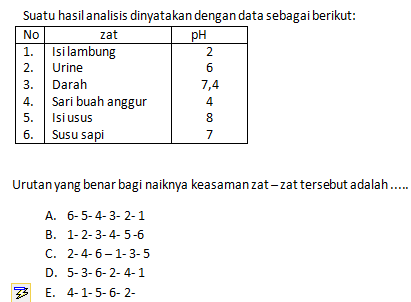 Suatu hasil analisis dinyatakan dengan data sebagai berikut:
No zat pH
1. Isi lambung 2
2. Urine 6
3. Darah 7,4
4. Sari buah anggur 4
5. Isi usus 8
6. Susu sapi 7
Urutan yang benar bagi naiknya keasaman zat – zat tersebut adalah .....
A. 6- 5- 4- 3- 2- 1
B. 1- 2- 3- 4- 5 -6
C. 2- 4- 6 – 1- 3- 5
D. 5- 3- 6- 2- 4- 1
E. 4- 1- 5- 6- 2-